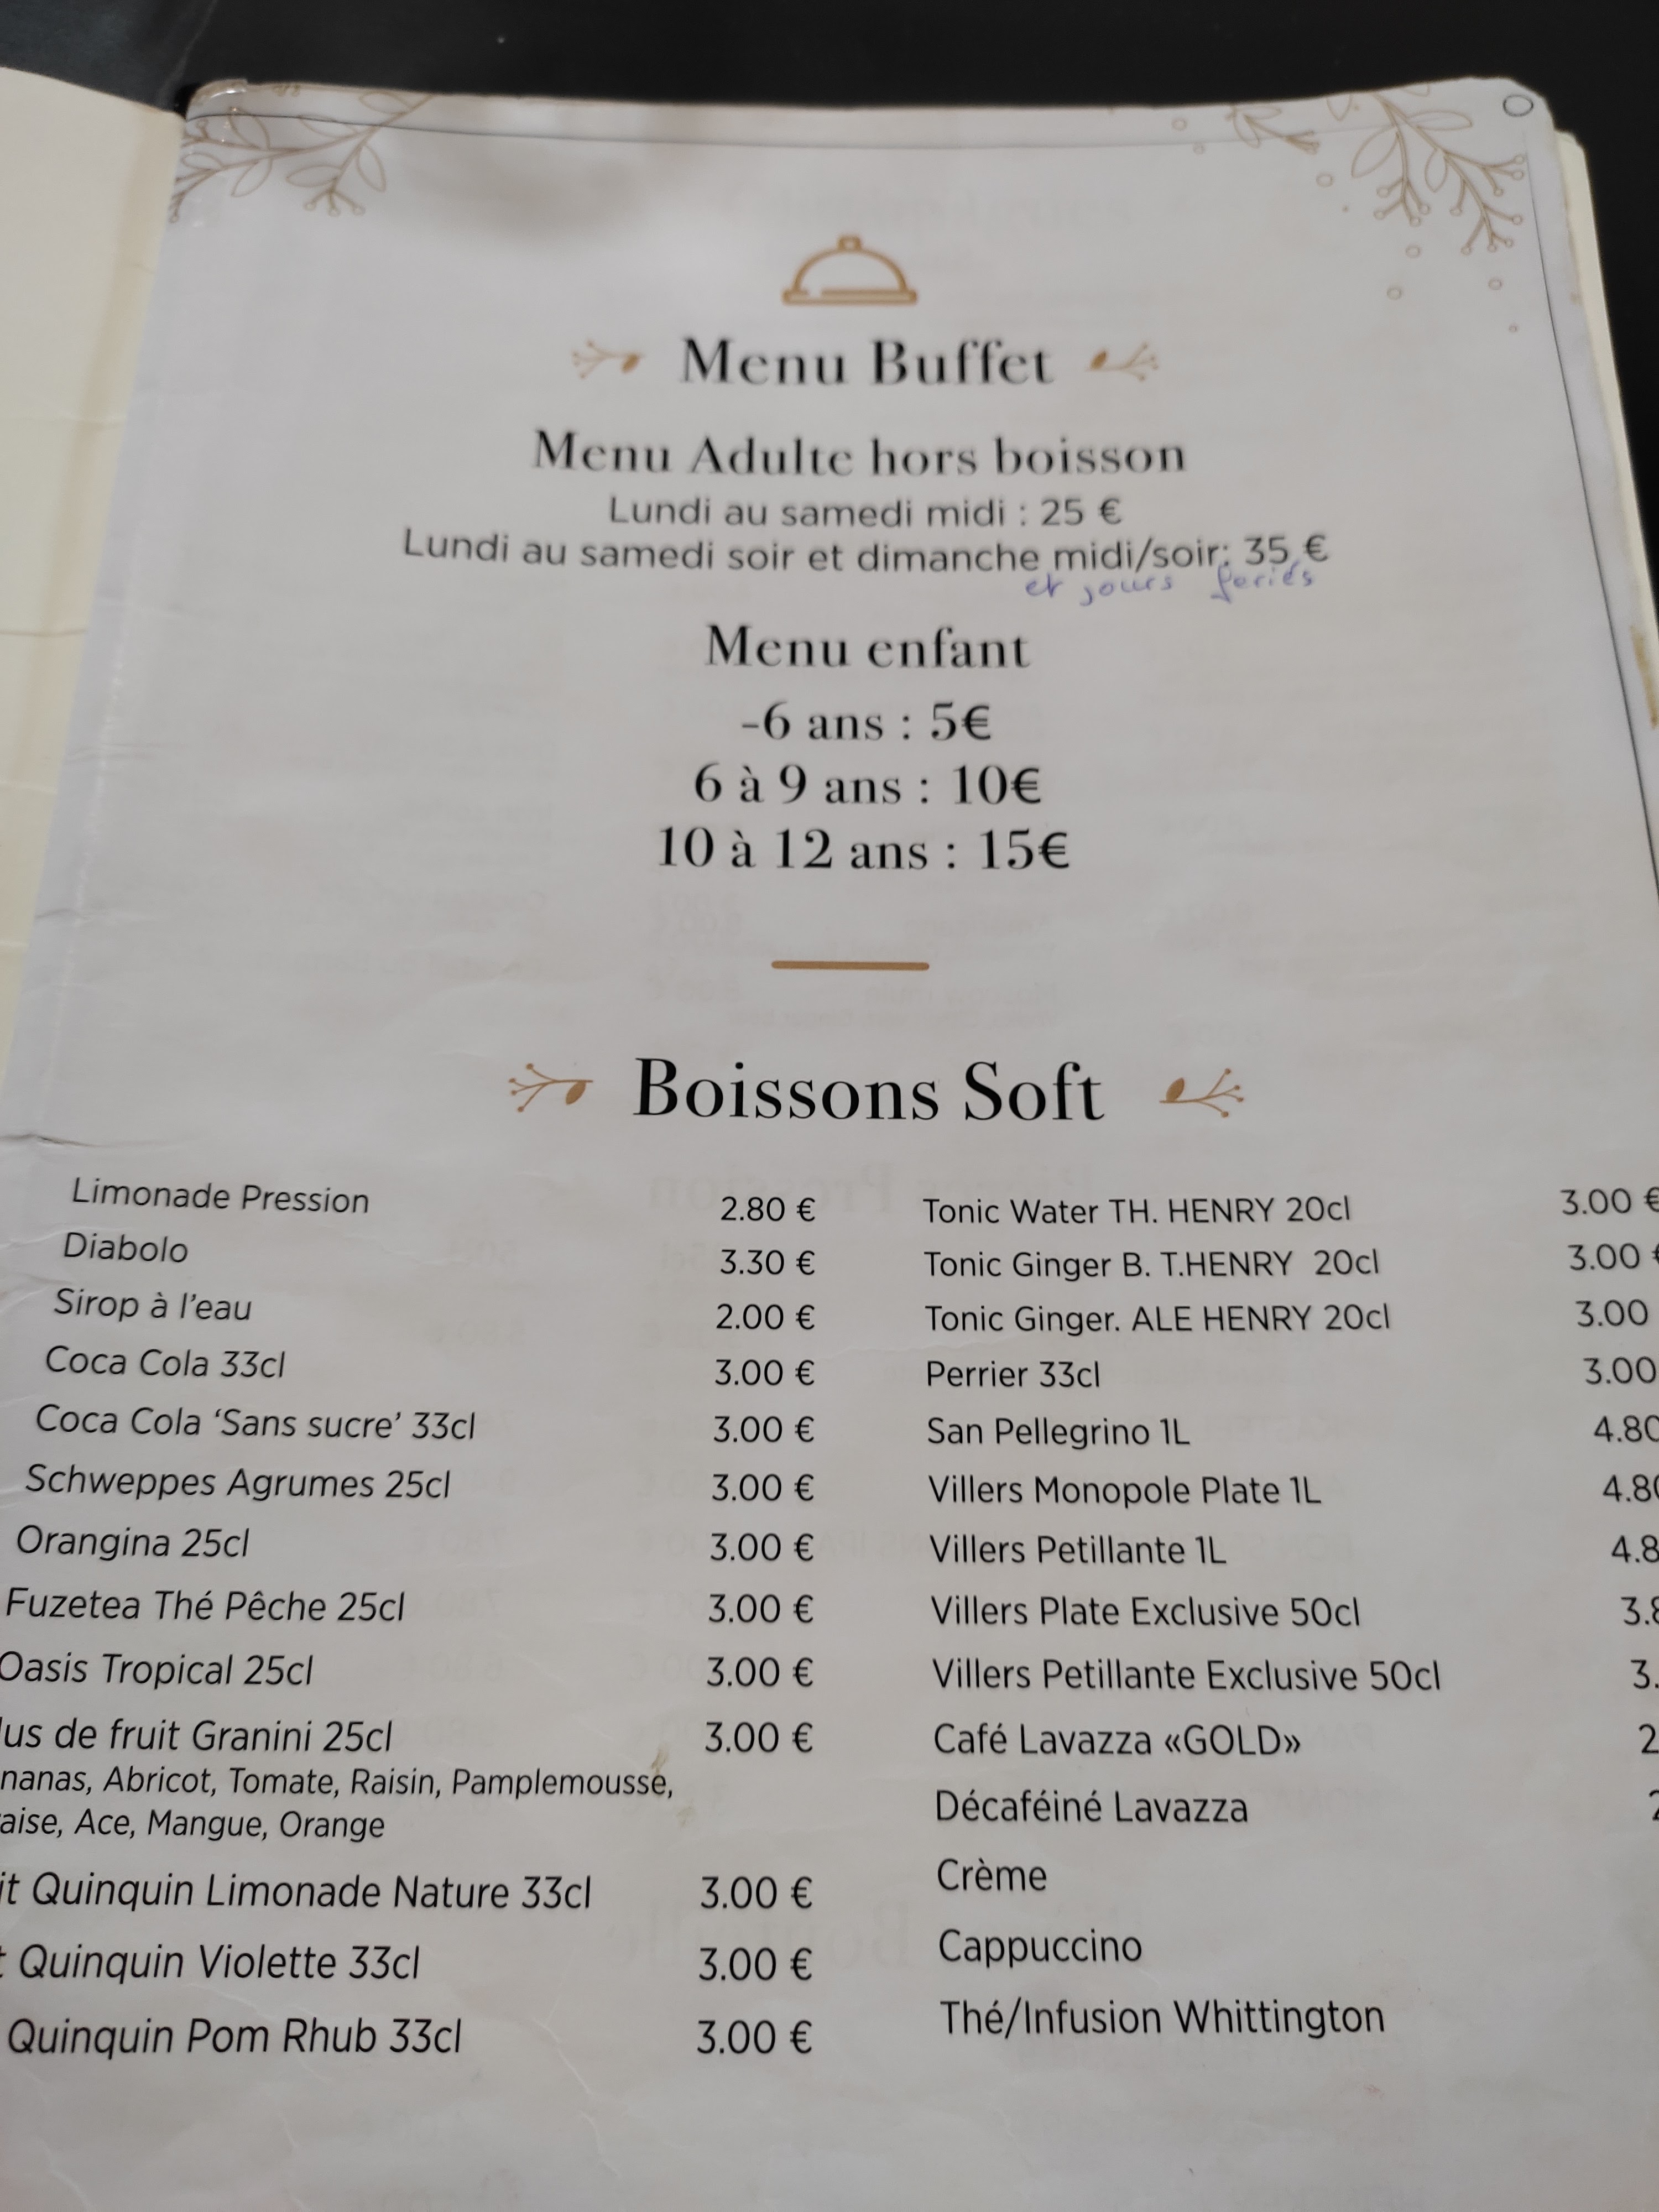 Menu Buffet
Menu Adulte hors boisson
Lundi au samedi midi : 25 €
Lundi au samedi soir et dimanche midi/soir: 35 €
et jours feriés
Menu enfant
-6 ans : 5€
6 à 9 ans : 10€
10 à 12 ans : 15€
Boissons Soft
Limonade Pression 2.80 €
Diabolo 3.30 €
Sirop à l'eau 2.00 €
Coca Cola 33cl 3.00 €
Coca Cola ‘Sans sucre’ 33cl 3.00 €
Schweppes Agrumes 25cl 3.00 €
Orangina 25cl 3.00 €
Fuzetea Thé Pêche 25cl 3.00 €
Oasis Tropical 25cl 3.00 €
de fruit Granini 25cl 3.00 €
Abricot, Tomate, Raisin, Pamplemousse,
Ace, Mangue, Orange
Quinquin Limonade Nature 33cl 3.00 €
Quinquin Violette 33cl 3.00 €
Quinquin Pom Rhub 33cl 3.00 €
Tonic Water TH. HENRY 20cl 3.00 €
Tonic Ginger B. T.HENRY 20cl 3.00 €
Tonic Ginger. ALE HENRY 20cl 3.00
Perrier 33cl 3.00
San Pellegrino 1L 4.80
Villers Monopole Plate 1L 4.80
Villers Petillante 1L
Villers Plate Exclusive 50cl
Villers Petillante Exclusive 50cl
Café Lavazza «GOLD»
Décaféiné Lavazza
Crème
Cappuccino
Thé/Infusion Whittington